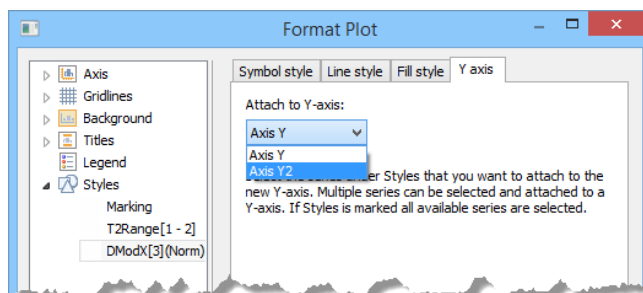 Format Plot
Axis
Gridlines
Background
Titles
Legend
Styles
Marking
T2Range[1 - 2]
DModX[3](Norm)
Symbol style Line style Fill style Y axis
Attach to Y-axis:
Axis Y
Axis Y
Axis Y2
under Styles that you want to attach to the
new Y-axis. Multiple series can be selected and attached to a
Y-axis. If Styles is marked all available series are selected.